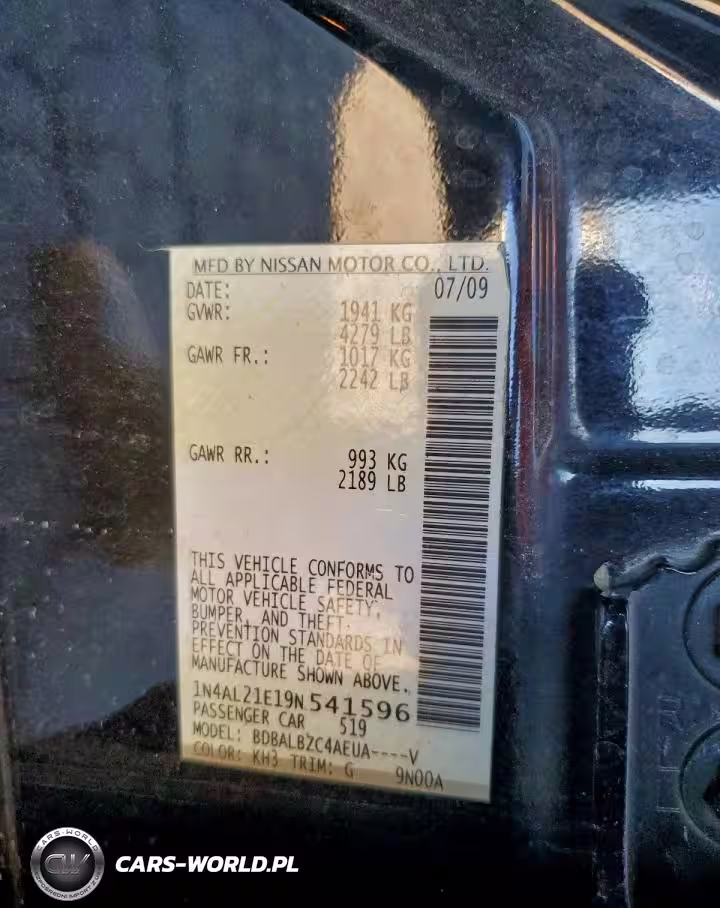 MFD BY NISSAN MOTOR CO., LTD.
DATE: 07/09
GVWR: 1941 KG
4279 LB
GAWR FR.: 1017 KG
2242 LB
GAWR RR.: 993 KG
2189 LB
THIS VEHICLE CONFORMS TO
ALL APPLICABLE FEDERAL
MOTOR VEHICLE SAFETY,
BUMPER, AND THEFT
PREVENTION STANDARDS IN
EFFECT ON THE DATE OF
MANUFACTURE SHOWN ABOVE.
1N4AL21E19N541596
PASSENGER CAR 519
MODEL: BDBALBZC4AEUA----V
COLOR: KH3 TRIM: G 9N00A
CARS-WORLD
CW
CARS-WORLD.PL